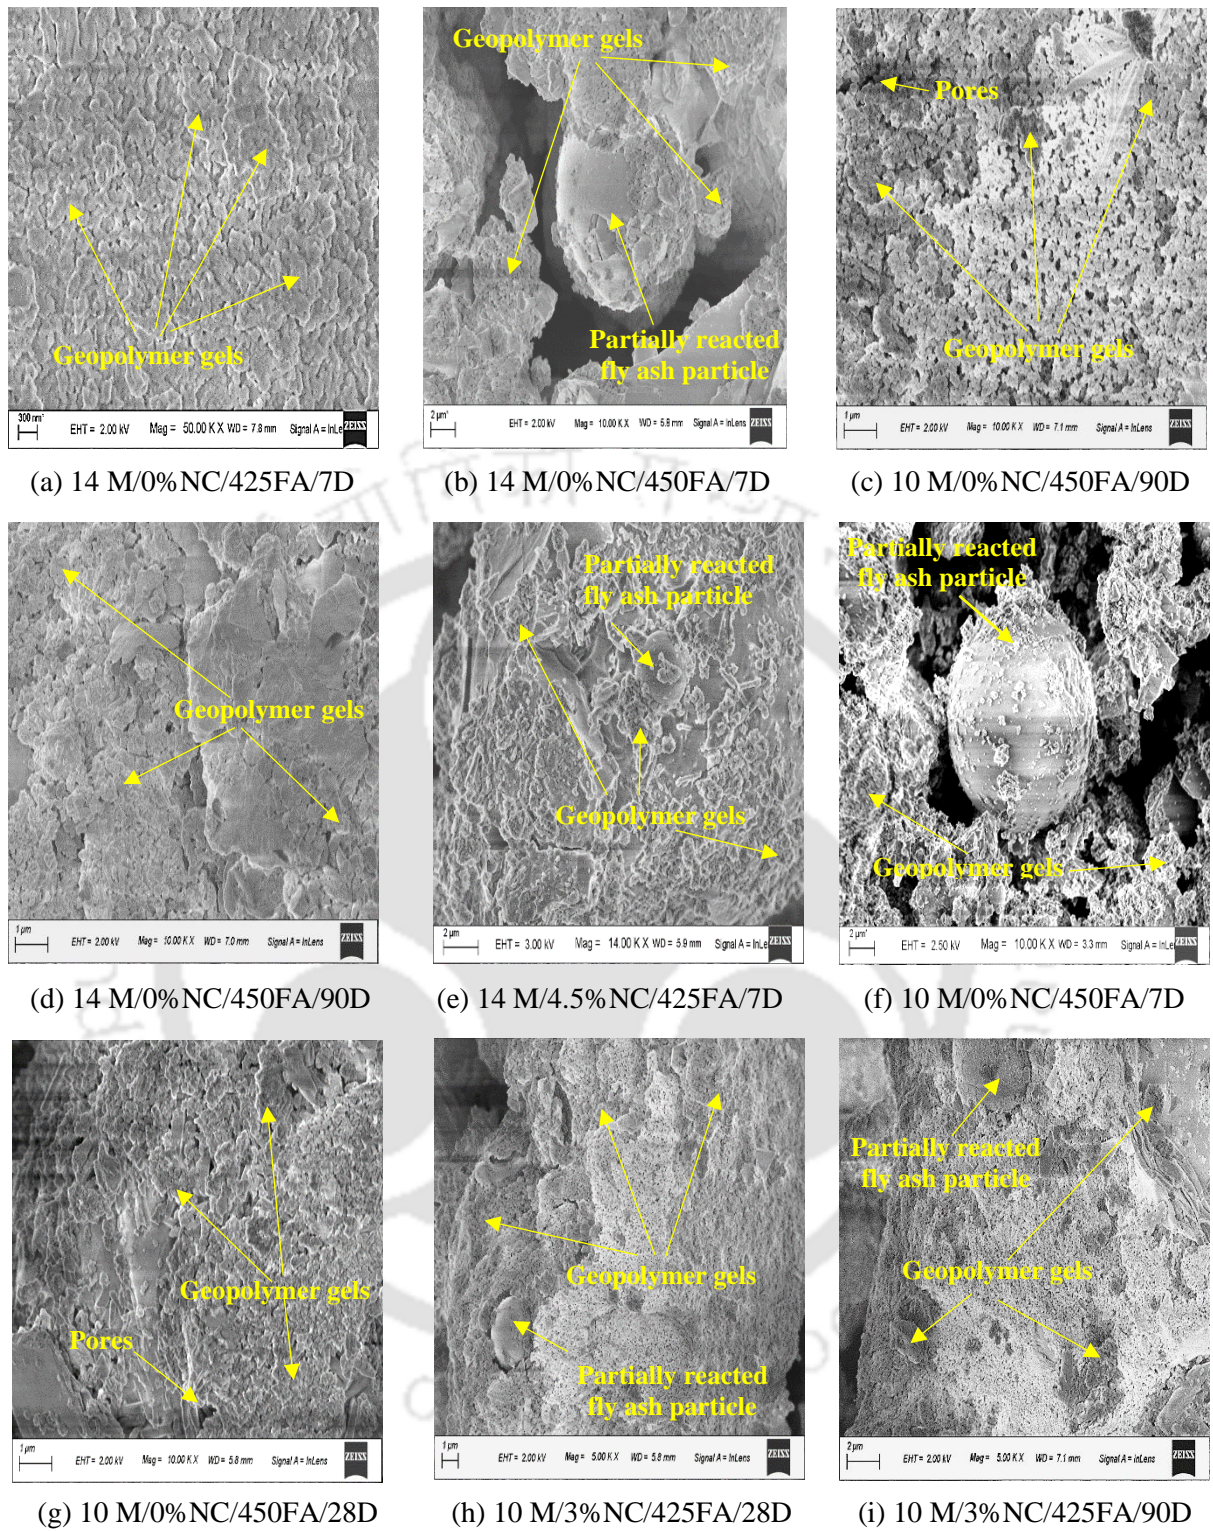 Geopolymer gels
300 nm
EHT = 2.00 kV Mag = 50.00 K X WD = 7.8 mm Signal A = InLens ZEISS
(a) 14 M/0%NC/425FA/7D
Geopolymer gels
Partially reacted
fly ash particle
2 µm
EHT = 2.00 kV Mag = 10.00 K X WD = 5.8 mm Signal A = InLens ZEISS
(b) 14 M/0%NC/450FA/7D
Pores
Geopolymer gels
1 µm
EHT = 2.00 kV Mag = 10.00 K X WD = 7.1 mm Signal A = InLens ZEISS
(c) 10 M/0%NC/450FA/90D
Geopolymer gels
1 µm
EHT = 2.00 kV Mag = 10.00 K X WD = 7.0 mm Signal A = InLens ZEISS
(d) 14 M/0%NC/450FA/90D
Partially reacted
fly ash particle
Geopolymer gels
2 µm
EHT = 3.00 kV Mag = 14.00 K X WD = 5.9 mm Signal A = InLens ZEISS
(e) 14 M/4.5%NC/425FA/7D
Partially reacted
fly ash particle
Geopolymer gels
2 µm
EHT = 2.50 kV Mag = 10.00 K X WD = 3.3 mm Signal A = InLens ZEISS
(f) 10 M/0%NC/450FA/7D
Geopolymer gels
Pores
1 µm
EHT = 2.00 kV Mag = 10.00 K X WD = 5.8 mm Signal A = InLens ZEISS
(g) 10 M/0%NC/450FA/28D
Geopolymer gels
Partially reacted
fly ash particle
1 µm
EHT = 2.00 kV Mag = 5.00 K X WD = 5.8 mm Signal A = InLens ZEISS
(h) 10 M/3%NC/425FA/28D
Partially reacted
fly ash particle
Geopolymer gels
2 µm
EHT = 2.00 kV Mag = 5.00 K X WD = 7.1 mm Signal A = InLens ZEISS
(i) 10 M/3%NC/425FA/90D